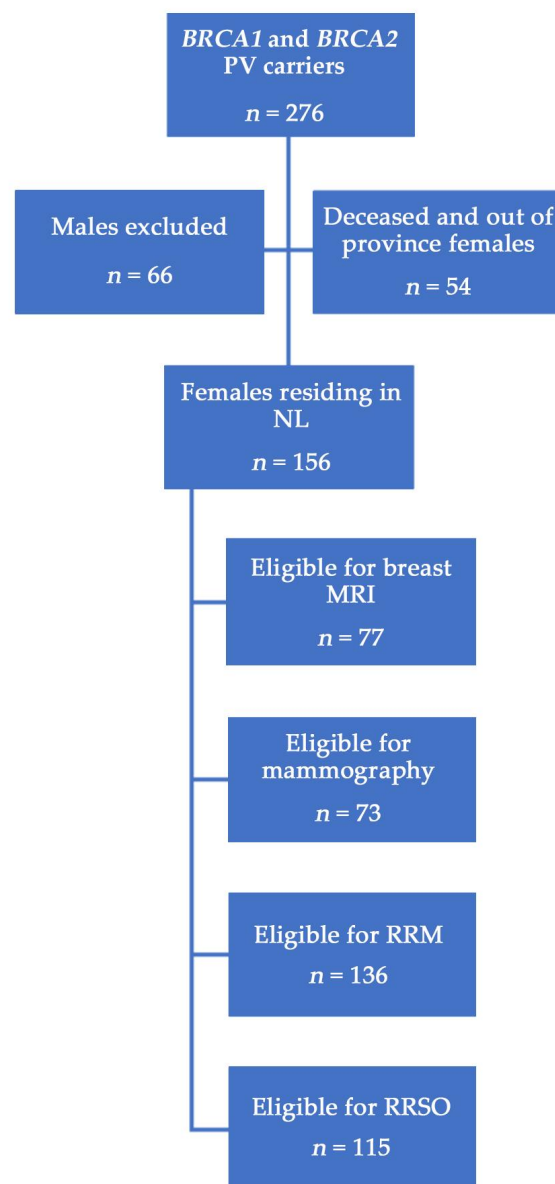 BRCA1 and BRCA2
PV carriers
n = 276
Males excluded
n = 66
Deceased and out of
province females
n = 54
Females residing in
NL
n = 156
Eligible for breast
MRI
n = 77
Eligible for
mammography
n = 73
Eligible for RRM
n = 136
Eligible for RRSO
n = 115